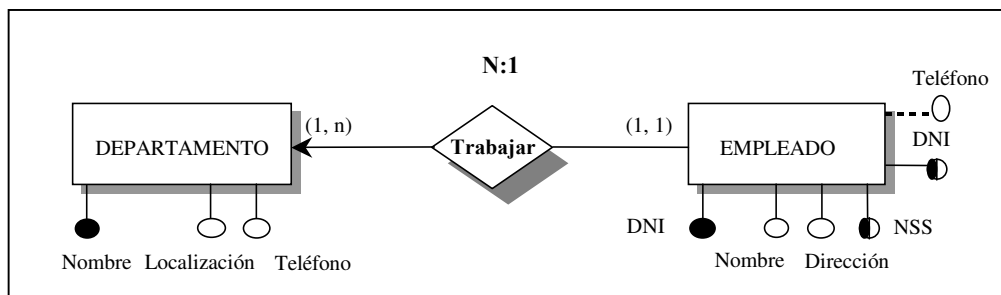 N:1
Teléfono
(1, n)
(1, 1)
DNI
DEPARTAMENTO
Trabajar
EMPLEADO
DNI
NSS
Nombre Localización Teléfono
Nombre Dirección